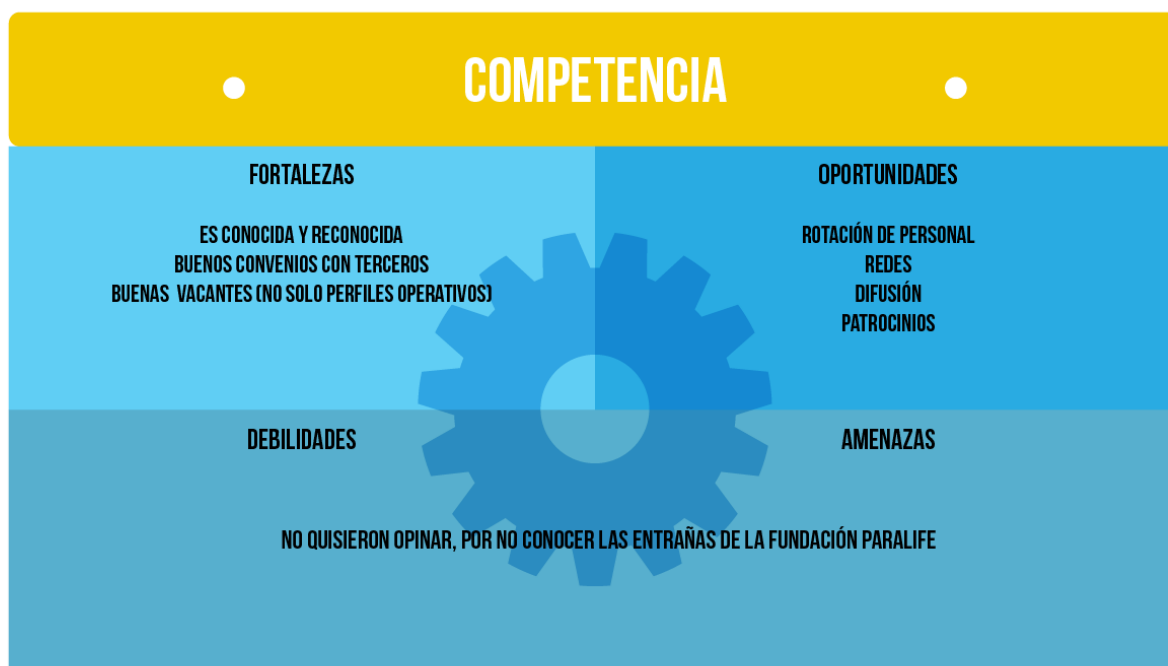 COMPETENCIA
FORTALEZAS
ES CONOCIDA Y RECONOCIDA
BUENOS CONVENIOS CON TERCEROS
BUENAS VACANTES (NO SOLO PERFILES OPERATIVOS)
OPORTUNIDADES
ROTACIÓN DE PERSONAL
REDES
DIFUSIÓN
PATROCINIOS
DEBILIDADES
AMENAZAS
NO QUISIERON OPINAR, POR NO CONOCER LAS ENTRAÑAS DE LA FUNDACIÓN PARALIFE